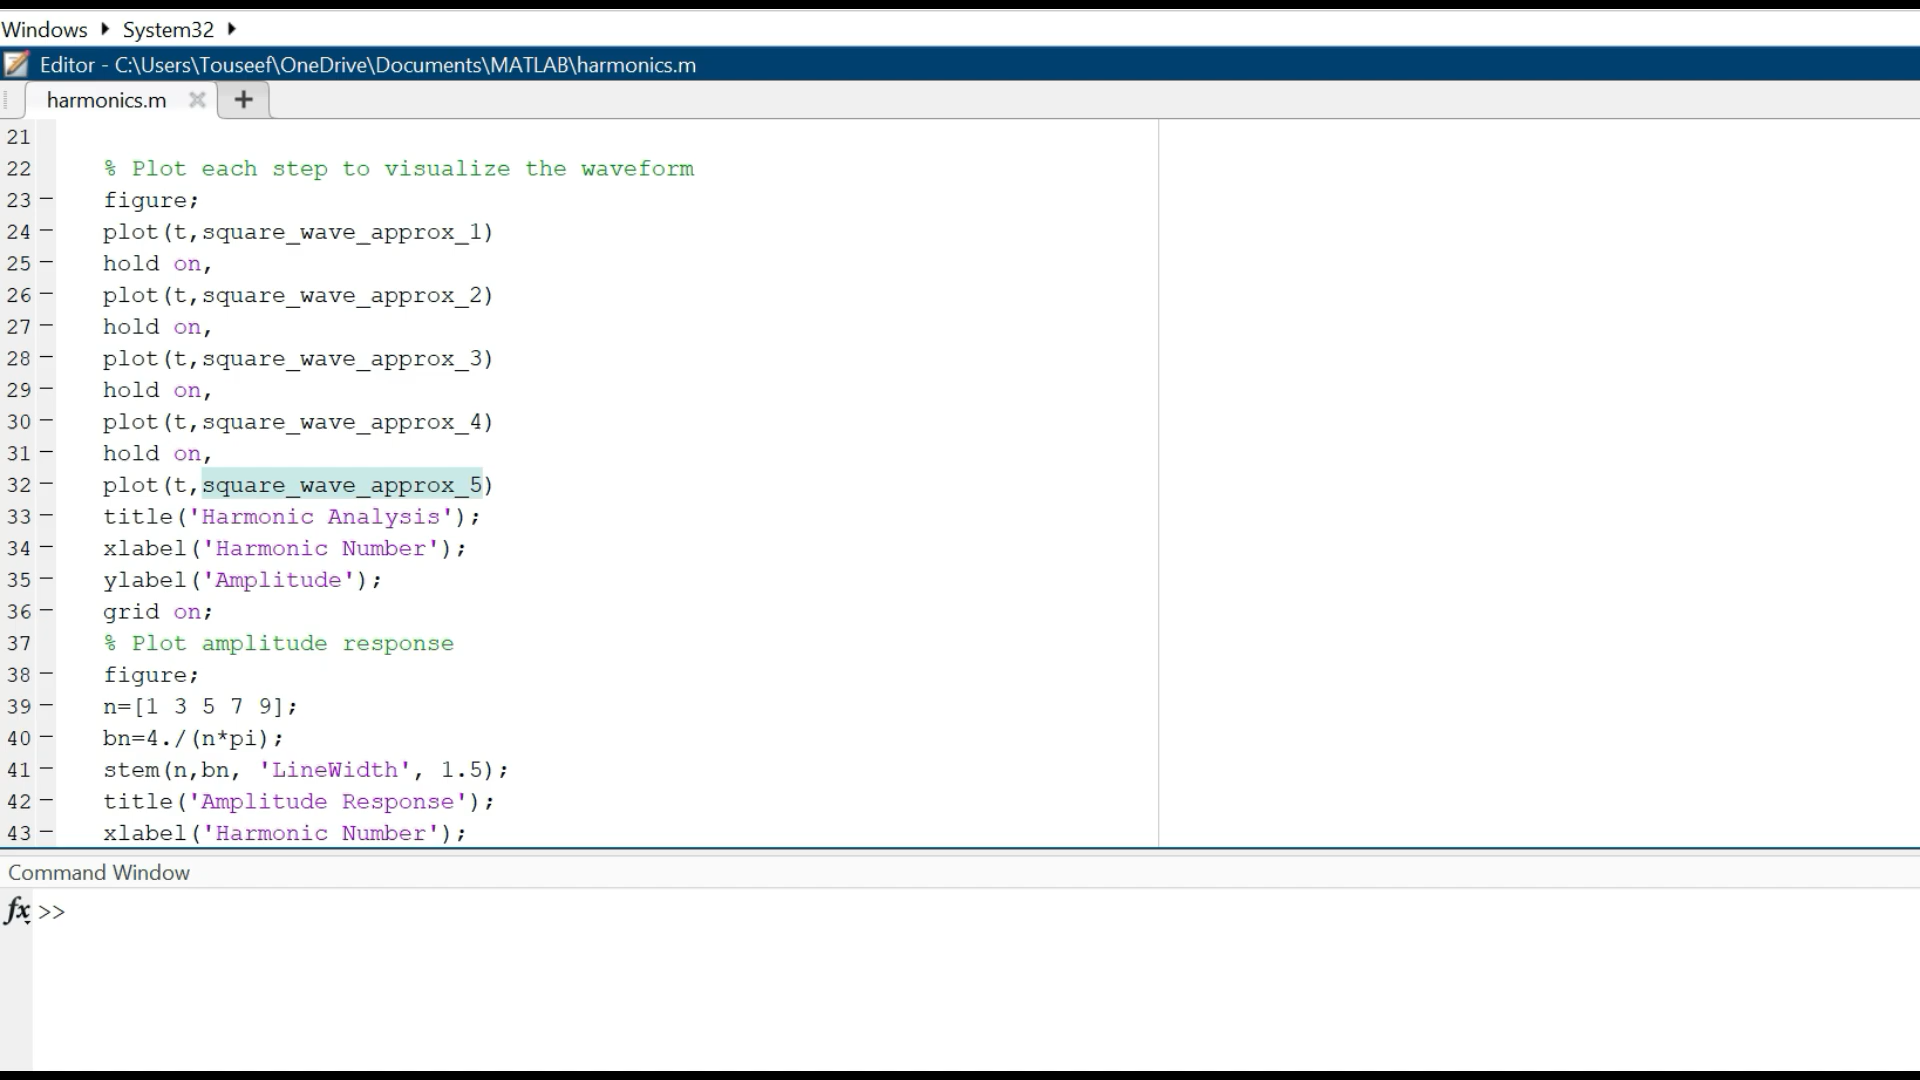 Windows ▶ System32 ▶
Editor - C:\Users\Touseef\OneDrive\Documents\MATLAB\harmonics.m
harmonics.m × +
21
22 % Plot each step to visualize the waveform
23 – figure;
24 – plot(t,square_wave_approx_1)
25 – hold on,
26 – plot(t,square_wave_approx_2)
27 – hold on,
28 – plot(t,square_wave_approx_3)
29 – hold on,
30 – plot(t,square_wave_approx_4)
31 – hold on,
32 – plot(t,square_wave_approx_5)
33 – title('Harmonic Analysis');
34 – xlabel('Harmonic Number');
35 – ylabel('Amplitude');
36 – grid on;
37 % Plot amplitude response
38 – figure;
39 – n=[1 3 5 7 9];
40 – bn=4./(n*pi);
41 – stem(n,bn, 'LineWidth', 1.5);
42 – title('Amplitude Response');
43 – xlabel('Harmonic Number');
Command Window
fx >>